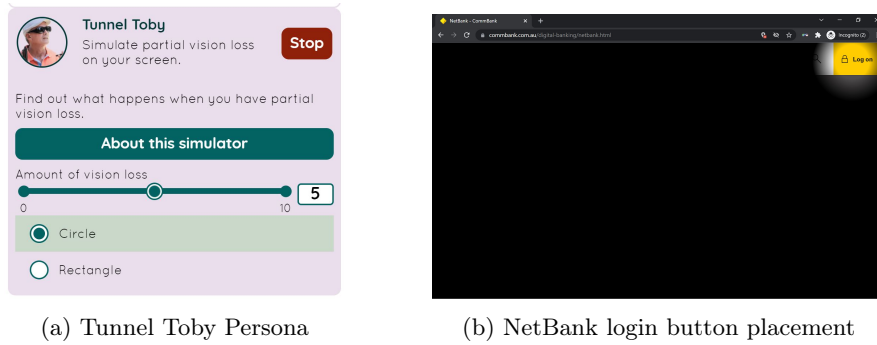 Tunnel Toby
Simulate partial vision loss
on your screen.
Stop
Find out what happens when you have partial
vision loss.
About this simulator
Amount of vision loss
5
0
10
Circle
Rectangle
(a) Tunnel Toby Persona
NetBank - CommBank
commbank.com.au/digital-banking/netbank.html
Incognito (2)
Log on
(b) NetBank login button placement